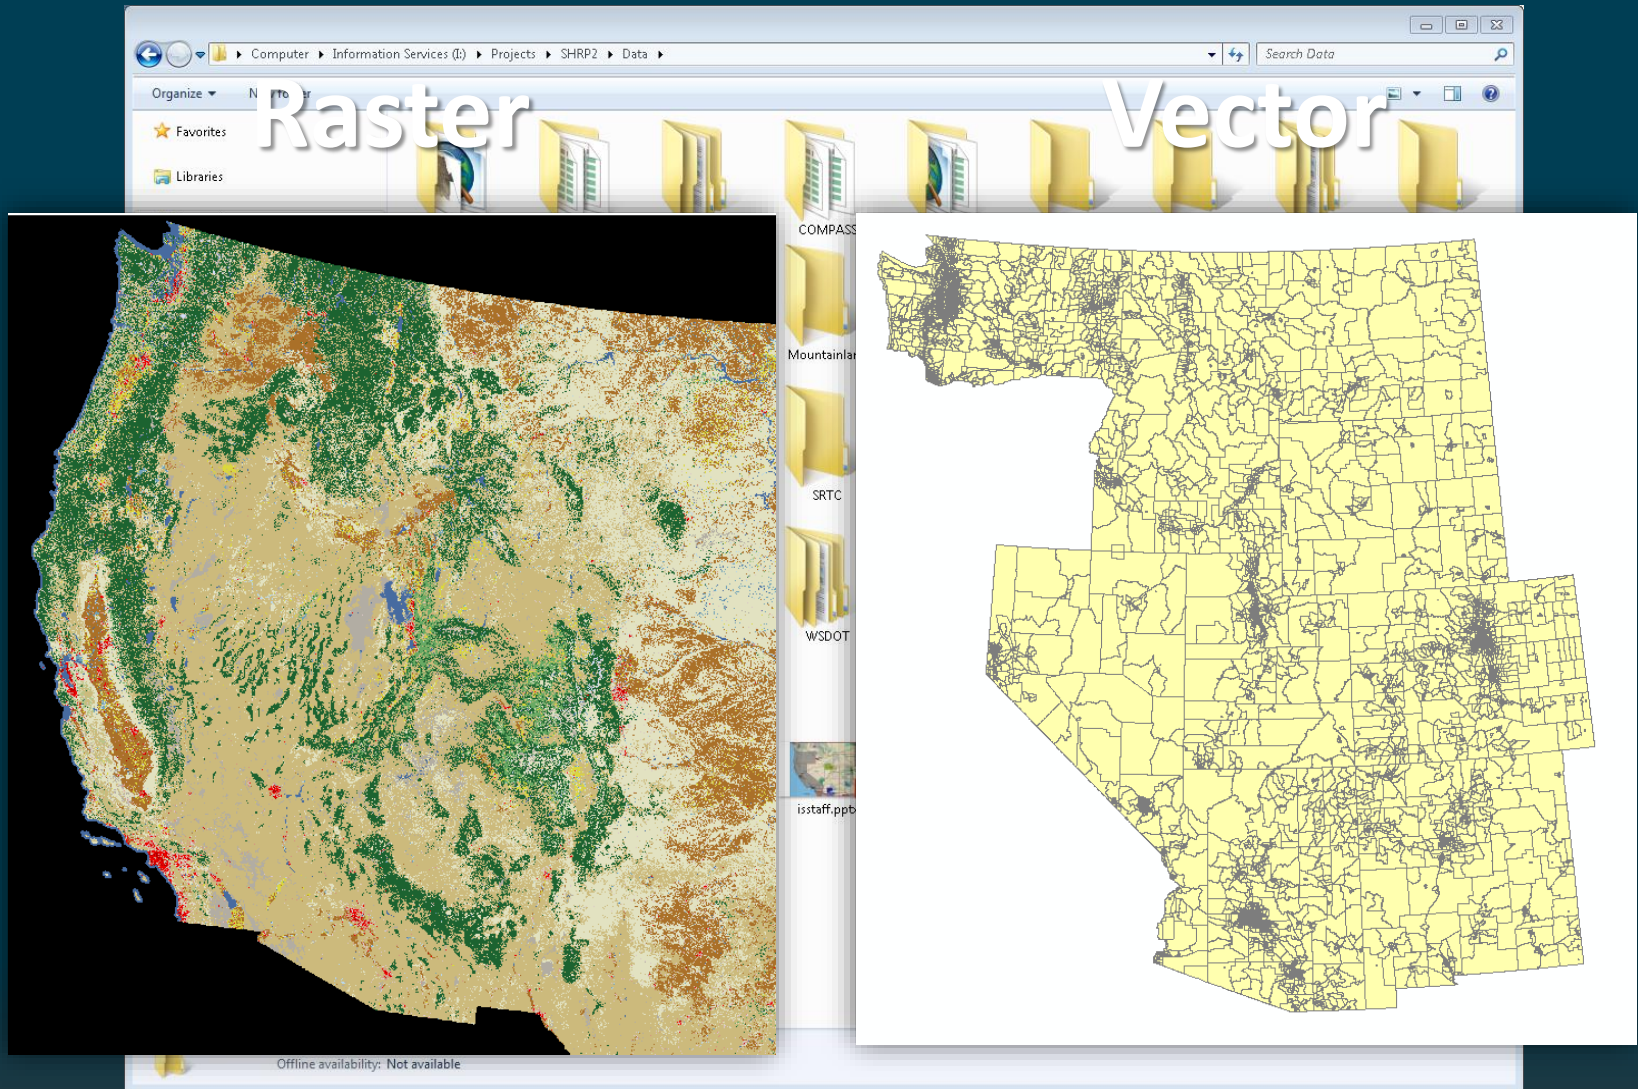 Computer Information Services (I:) Projects SHRP2 Data
Search Data
Organize
Raster
Vector
Favorites
Libraries
COMPASS
SRTC
WSDOT
Offline availability: Not available